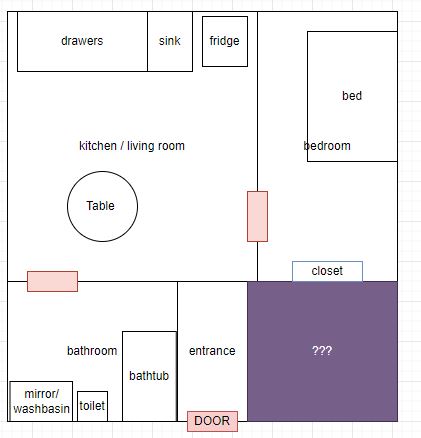 drawers
sink
fridge
bed
kitchen / living room
bedroom
Table
closet
bathroom
entrance
???
bathtub
mirror/
washbasin
toilet
DOOR